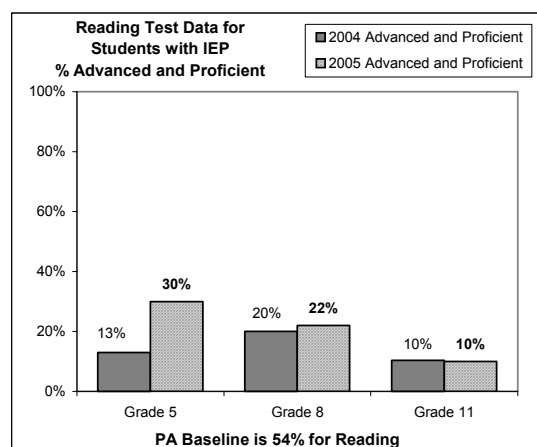 Reading Test Data for
Students with IEP
% Advanced and Proficient
2004 Advanced and Proficient
2005 Advanced and Proficient
100%
80%
60%
40%
20%
0%
13%
30%
20%
22%
10%
10%
Grade 5
Grade 8
Grade 11
PA Baseline is 54% for Reading